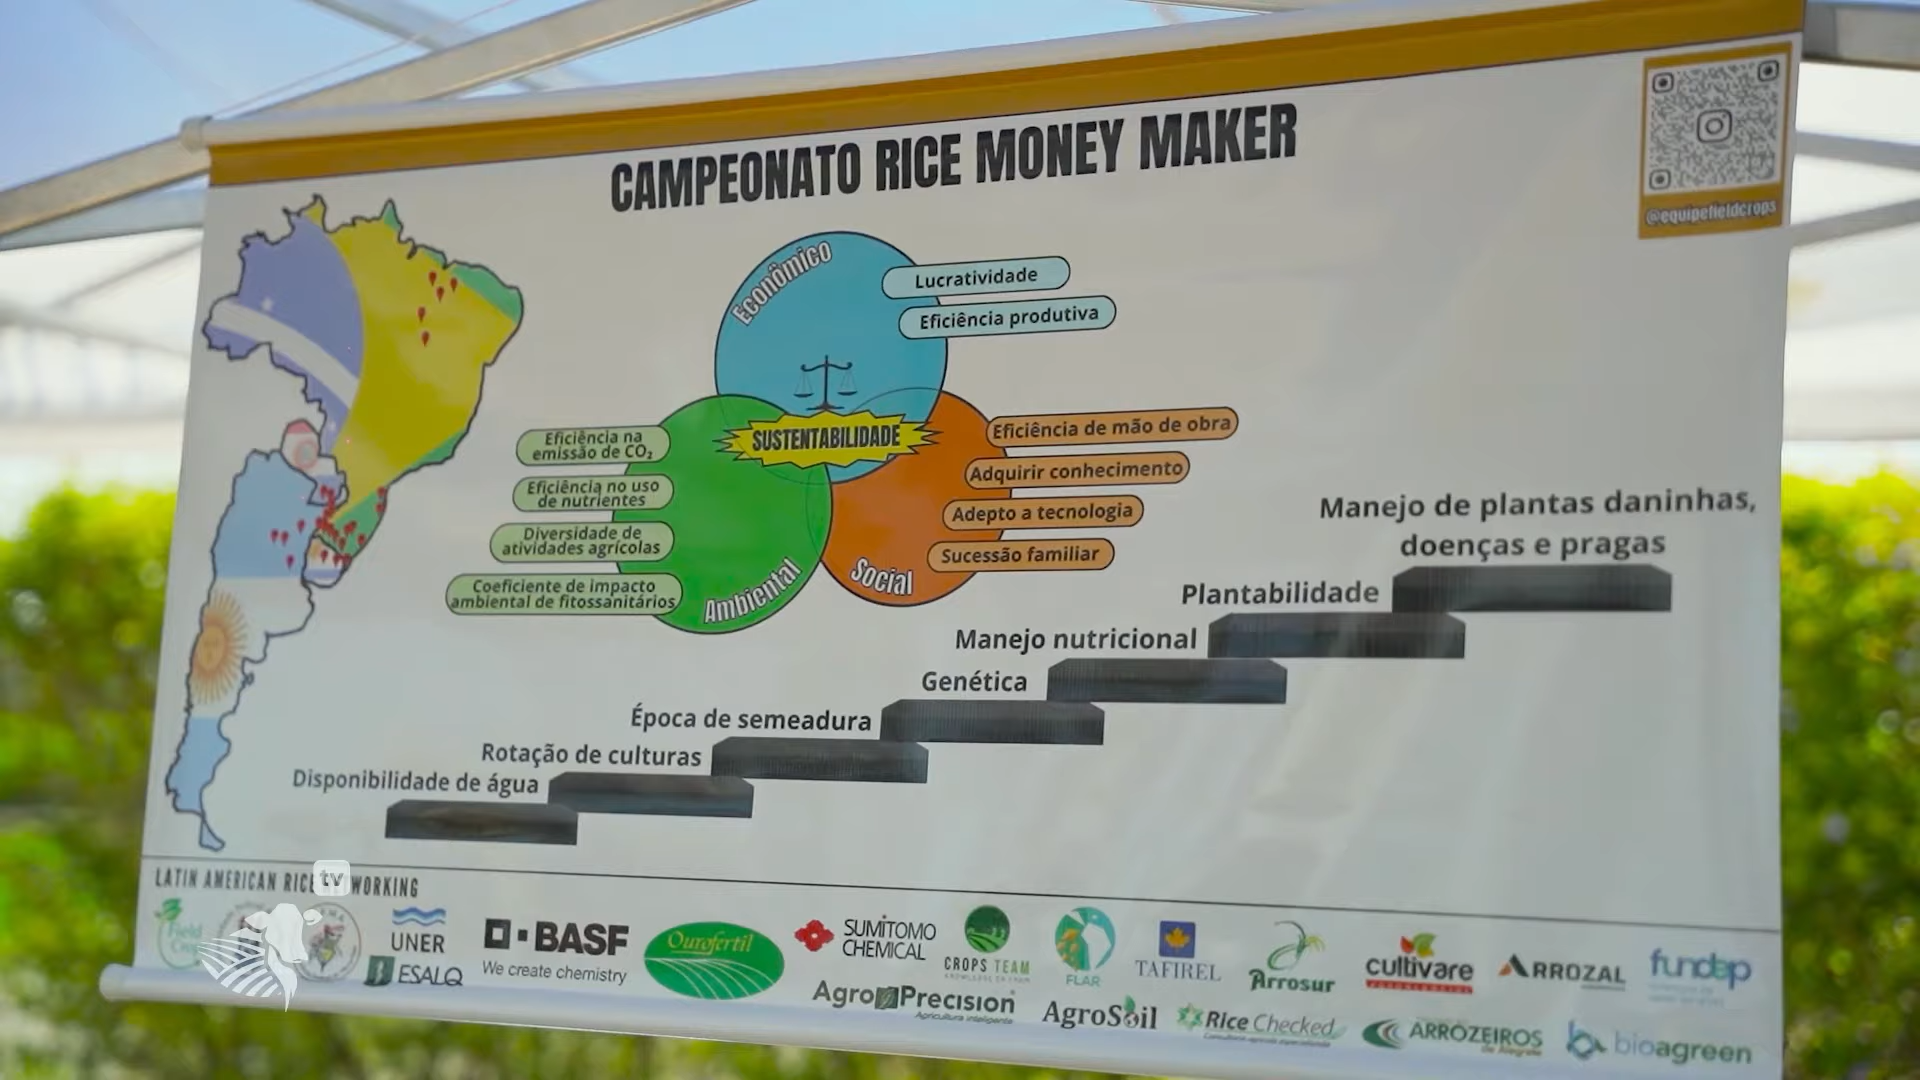 CAMPEONATO RICE MONEY MAKER
@equipefieldcrops
Econômico
Lucratividade
Eficiência produtiva
SUSTENTABILIDADE
Eficiência na
emissão de CO₂
Eficiência no uso
de nutrientes
Diversidade de
atividades agrícolas
Coeficiente de impacto
ambiental de fitossanitários
Ambiental
Social
Eficiência de mão de obra
Adquirir conhecimento
Adepto a tecnologia
Sucessão familiar
Manejo de plantas daninhas,
doenças e pragas
Plantabilidade
Manejo nutricional
Genética
Época de semeadura
Rotação de culturas
Disponibilidade de água
LATIN AMERICAN RICE
WORKING
tv
Field
UNER
ESALQ
BASF
We create chemistry
Ourofertil
SUMITOMO
CHEMICAL
CROPS TEAM
FLAR
TAFIREL
Arrosur
cultivare
ARROZAL
fundap
AgroPrecision
Agricultura inteligente
AgroSoil
Rice Checked
ARROZEIROS
de Alegrete
bioagreen